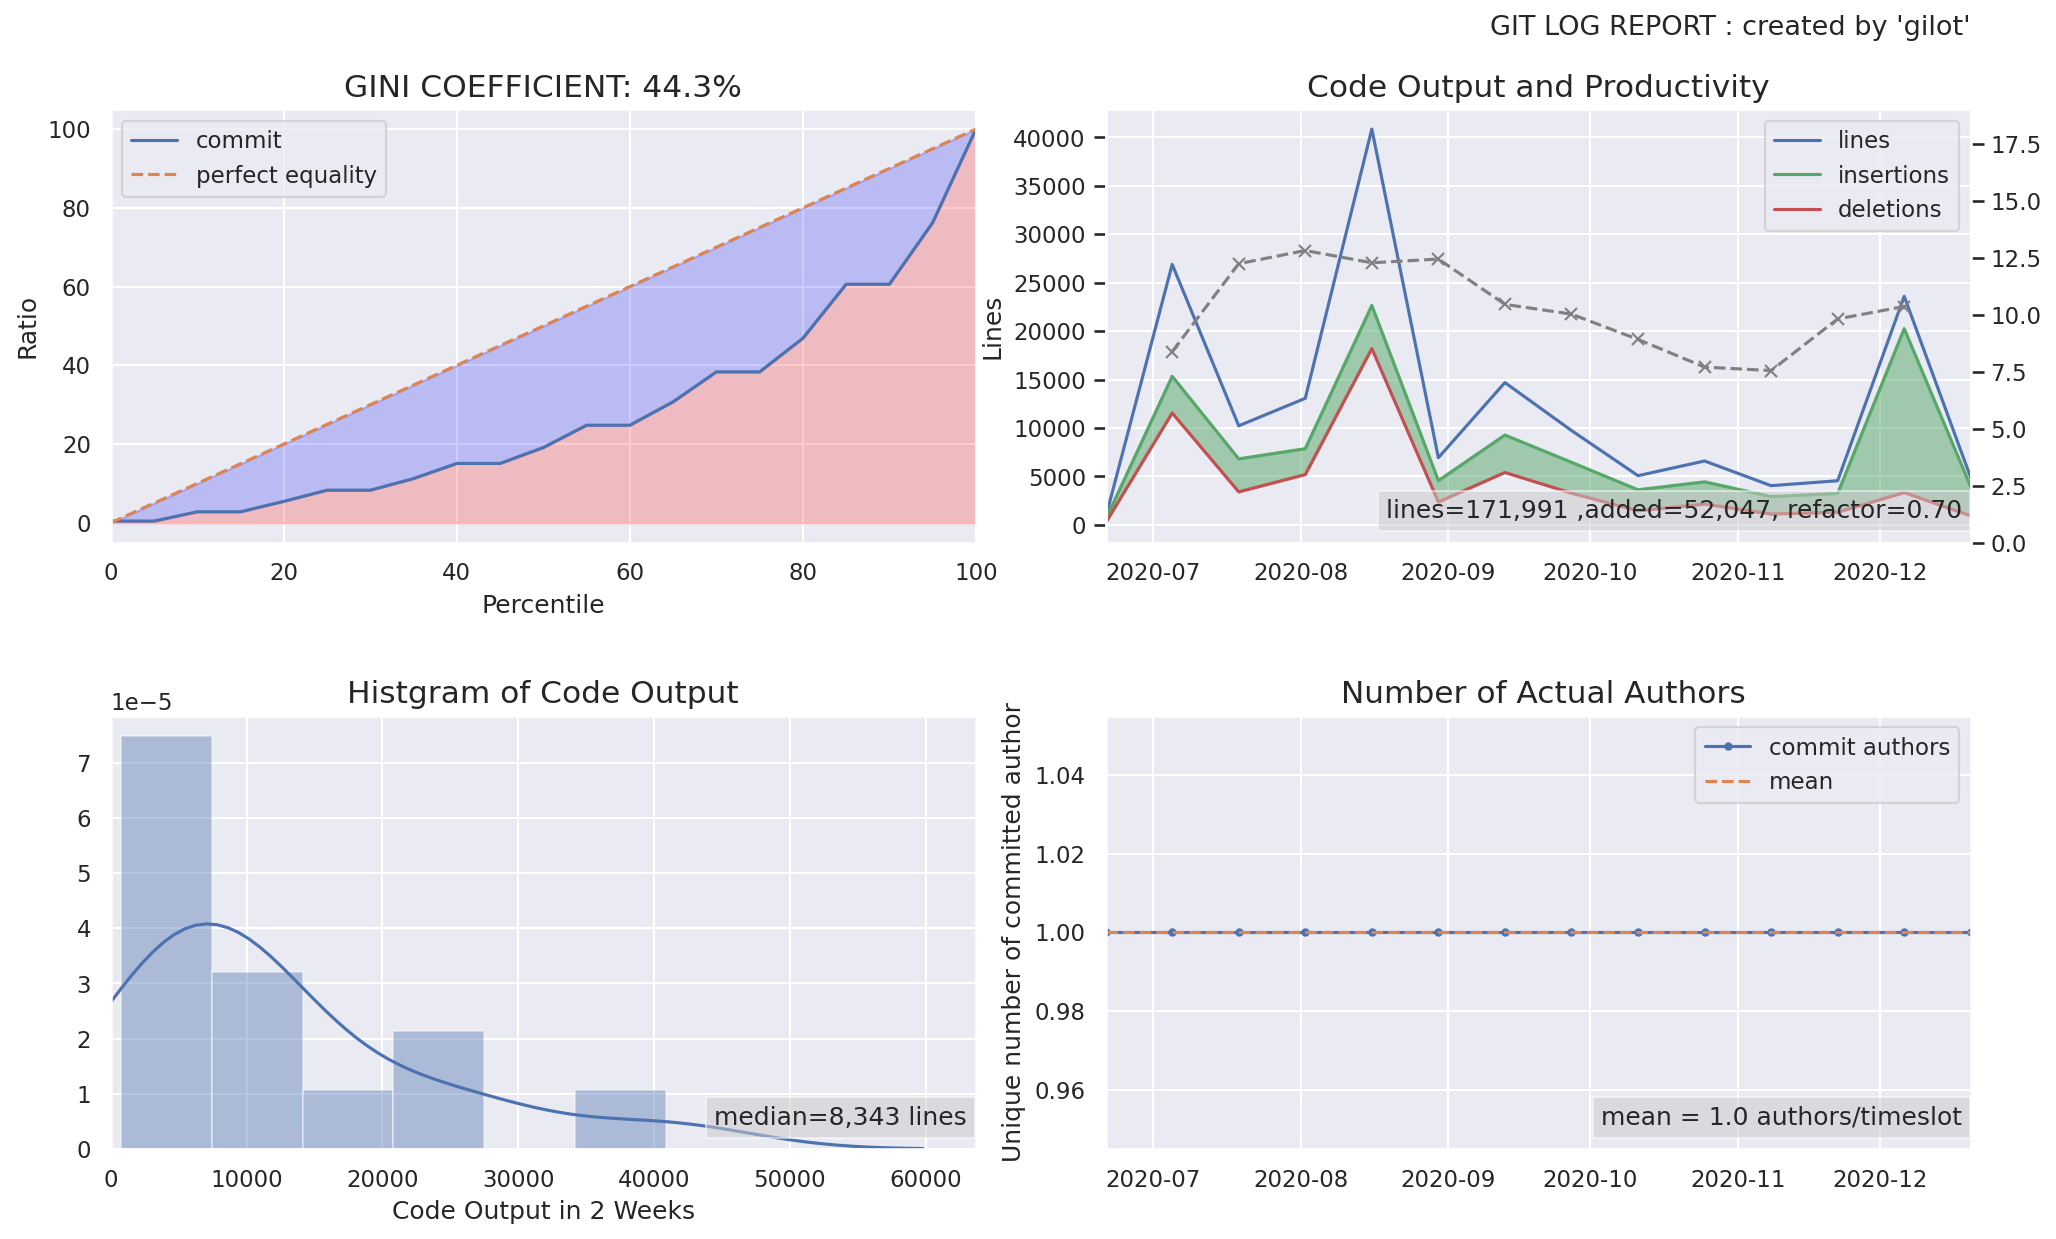 GIT LOG REPORT : created by 'gilot'
GINI COEFFICIENT: 44.3%
commit
perfect equality
100
80
60
40
20
0
Ratio
0 20 40 60 80 100
Percentile
Code Output and Productivity
lines
insertions
deletions
40000
35000
30000
25000
20000
15000
10000
5000
0
Lines
17.5
15.0
12.5
10.0
7.5
5.0
2.5
0.0
lines=171,991 ,added=52,047, refactor=0.70
2020-07 2020-08 2020-09 2020-10 2020-11 2020-12
Histgram of Code Output
1e−5
7
6
5
4
3
2
1
0
median=8,343 lines
0 10000 20000 30000 40000 50000 60000
Code Output in 2 Weeks
Number of Actual Authors
commit authors
mean
1.04
1.02
1.00
0.98
0.96
Unique number of committed author
mean = 1.0 authors/timeslot
2020-07 2020-08 2020-09 2020-10 2020-11 2020-12